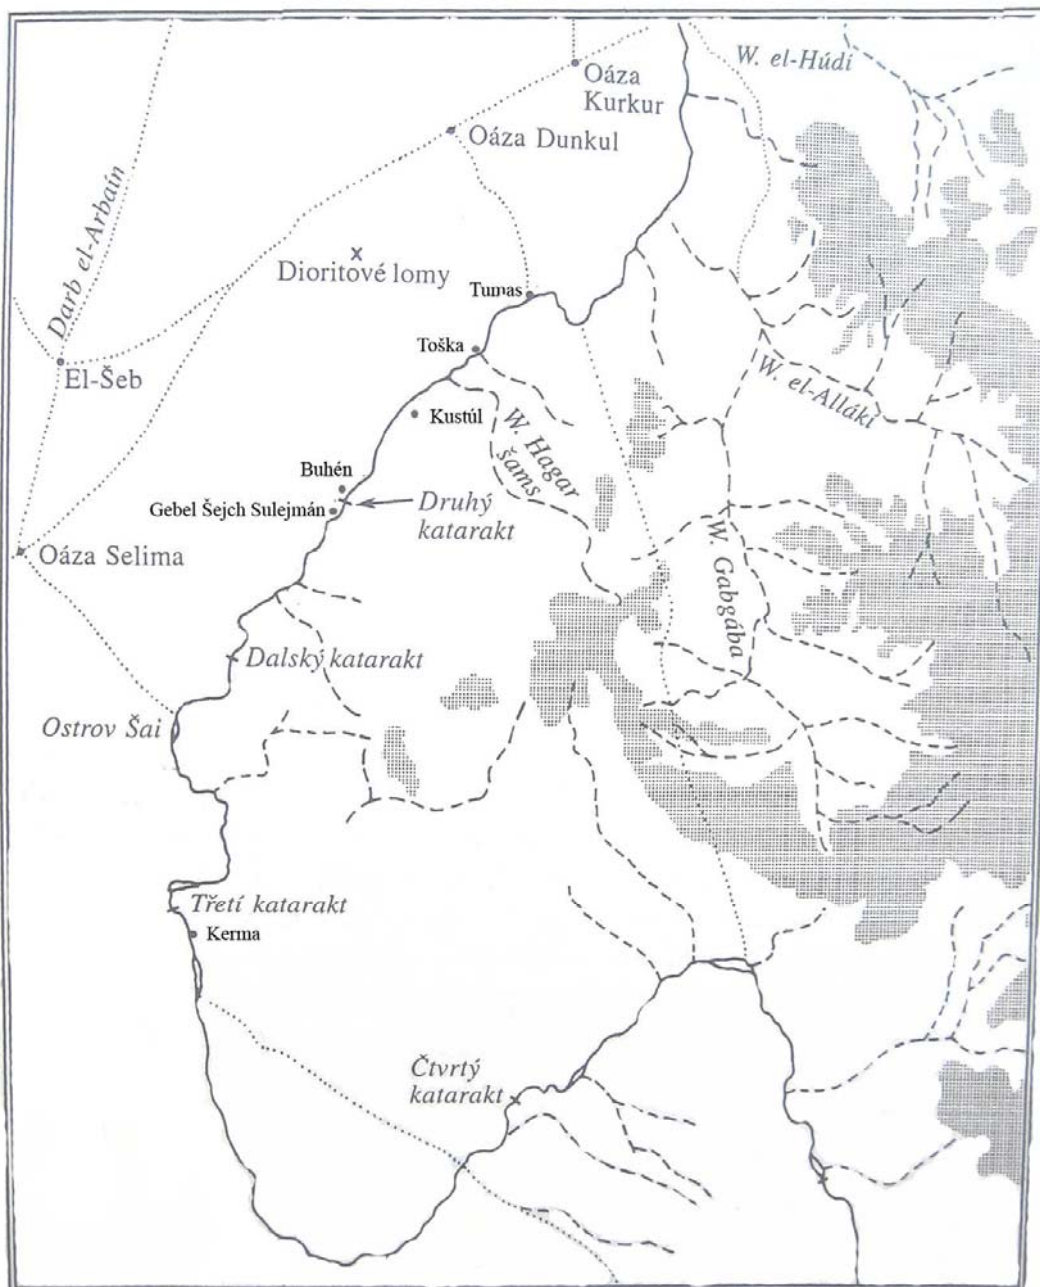 W. el-Húdi
Oáza
Kurkur
Oáza Dunkul
Darb el-Arbaín
Dioritové lomy
Tumas
Toška
El-Šeb
W. el-Alláki
Kustúl
W. Hagar
Šams
Buhén
Gebel Šejch Sulejmán
Druhý
katarakt
Oáza Selima
W. Gabgába
Dalský katarakt
Ostrov Šai
Třetí katarakt
Kerma
Čtvrtý
katarakt